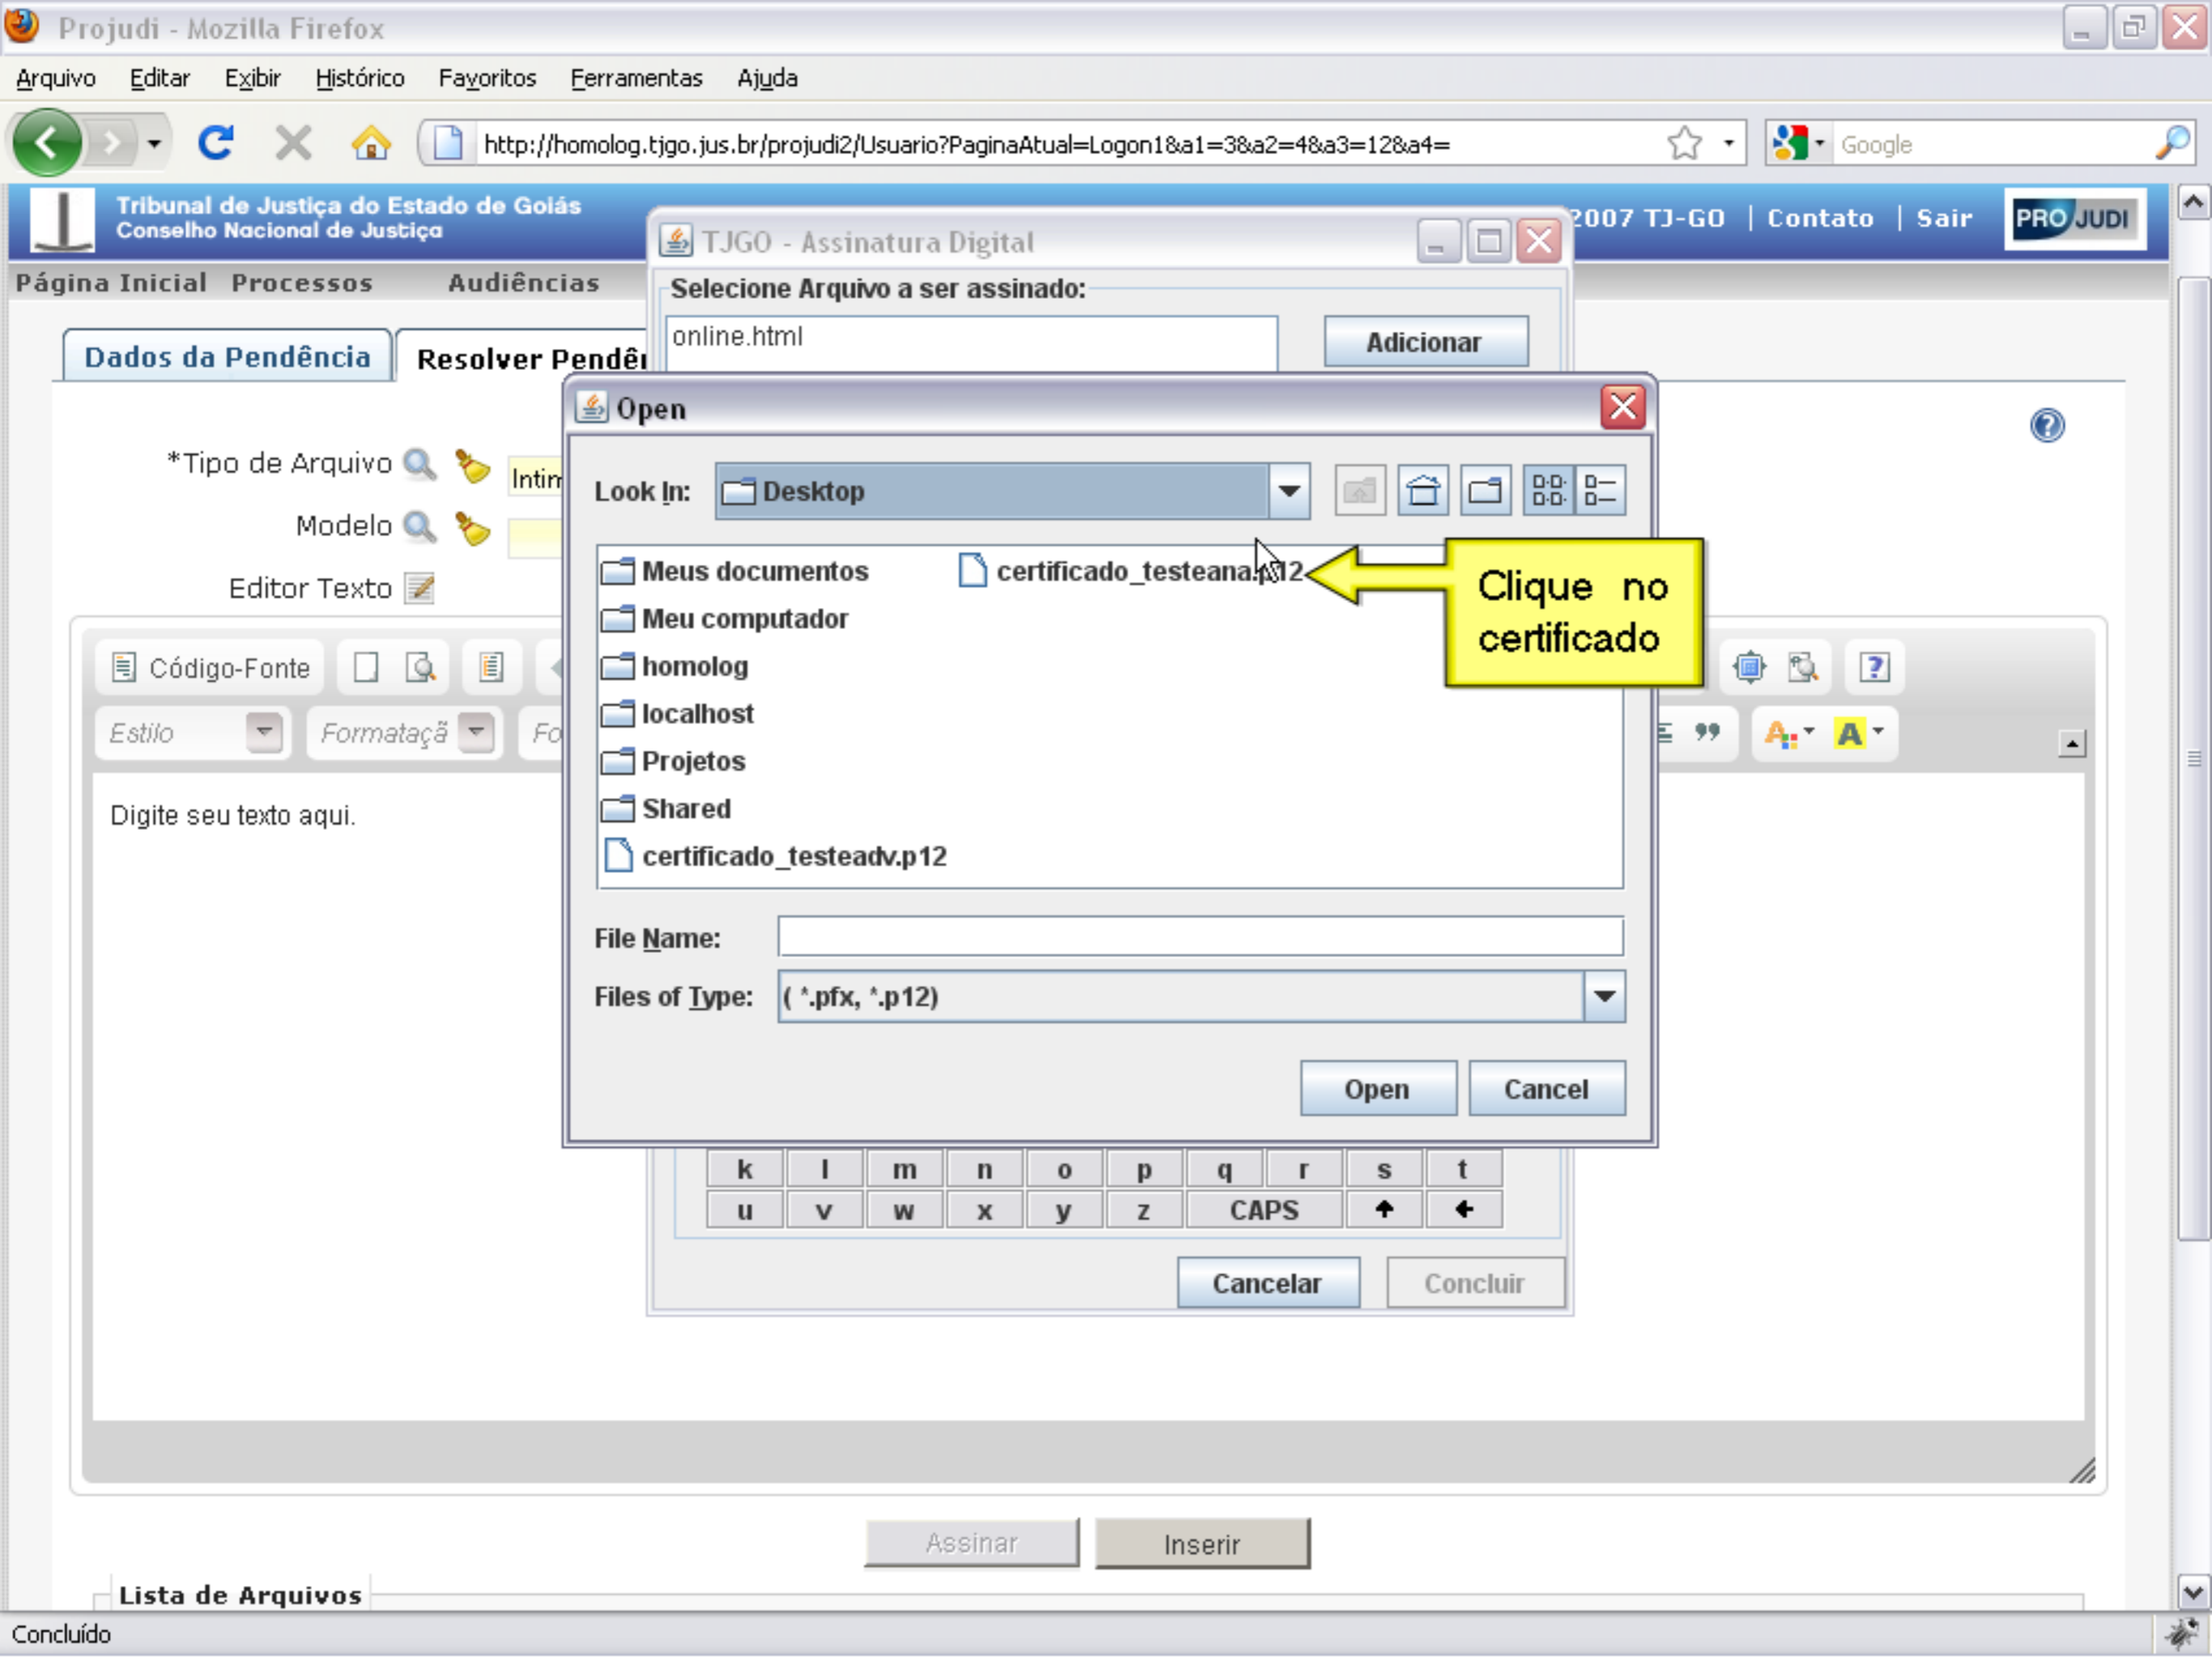 Projudi - Mozilla Firefox
Arquivo Editar Exibir Histórico Favoritos Ferramentas Ajuda
http://homolog.tjgo.jus.br/projudi2/Usuario?PaginaAtual=Logon1&a1=3&a2=4&a3=12&a4=
Google
Tribunal de Justiça do Estado de Goiás
Conselho Nacional de Justiça
2007 TJ-GO | Contato | Sair
PRO JUDI
Página Inicial Processos Audiências
TJGO - Assinatura Digital
Selecione Arquivo a ser assinado:
online.html
Adicionar
Dados da Pendência
Resolver Pendê
Open
*Tipo de Arquivo
Intim
Modelo
Editor Texto
Look In: Desktop
Meus documentos
certificado_testeana.p12
Meu computador
homolog
localhost
Projetos
Shared
certificado_testeadv.p12
Clique no
certificado
File Name:
Files of Type: ( *.pfx, *.p12)
Open Cancel
Código-Fonte
Estilo Formataçã Fo
Digite seu texto aqui.
k l m n o p q r s t
u v w x y z CAPS
Cancelar Concluir
Assinar Inserir
Lista de Arquivos
Concluído